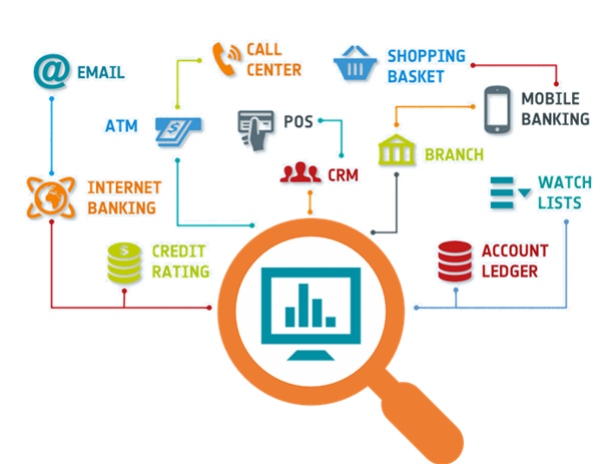 @
EMAIL
CALL
CENTER
SHOPPING
BASKET
MOBILE
BANKING
ATM
$
POS
BRANCH
CRM
INTERNET
BANKING
WATCH
LISTS
$
CREDIT
RATING
ACCOUNT
LEDGER